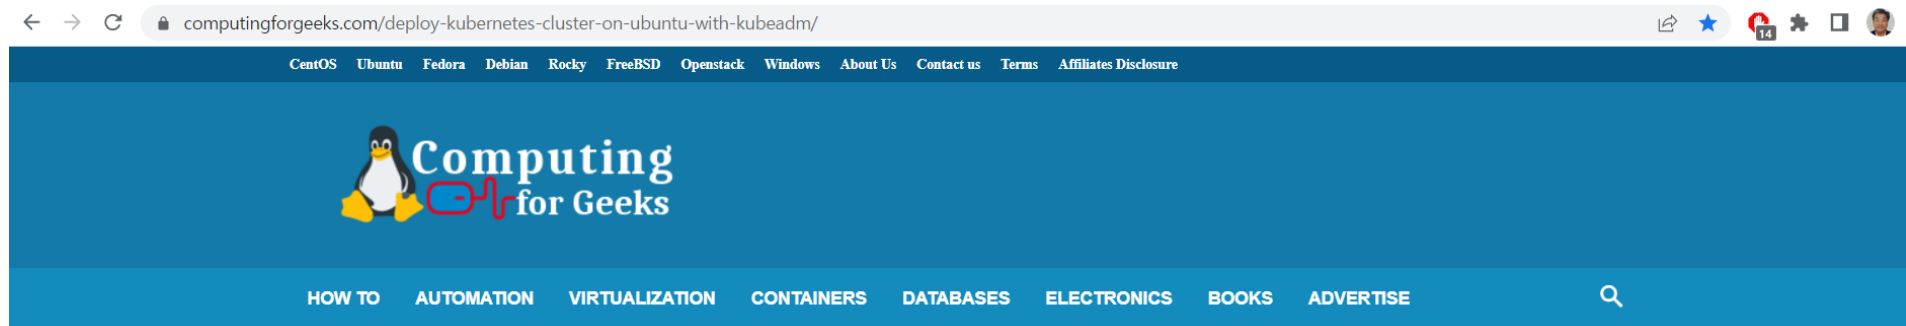 computingforgeeks.com/deploy-kubernetes-cluster-on-ubuntu-with-kubeadm/
14
CentOS Ubuntu Fedora Debian Rocky FreeBSD Openstack Windows About Us Contact us Terms Affiliates Disclosure
Computing
for Geeks
HOW TO AUTOMATION VIRTUALIZATION CONTAINERS DATABASES ELECTRONICS BOOKS ADVERTISE